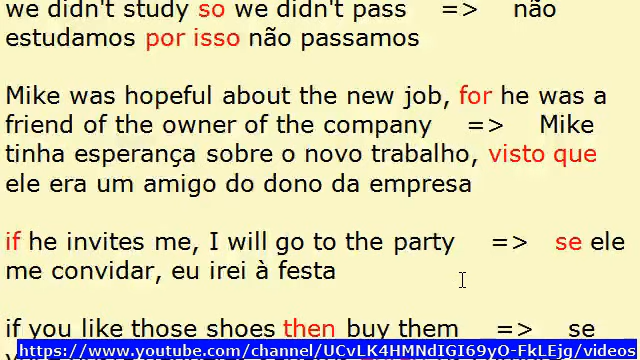 we didn't study so we didn't pass => não
estudamos por isso não passamos
Mike was hopeful about the new job, for he was a
friend of the owner of the company => Mike
tinha esperança sobre o novo trabalho, visto que
ele era um amigo do dono da empresa
if he invites me, I will go to the party => se ele
me convidar, eu irei à festa
if you like those shoes then buy them => se
https://www.youtube.com/channel/UCvLK4HMNdIGI69yO-FkLEjg/videos